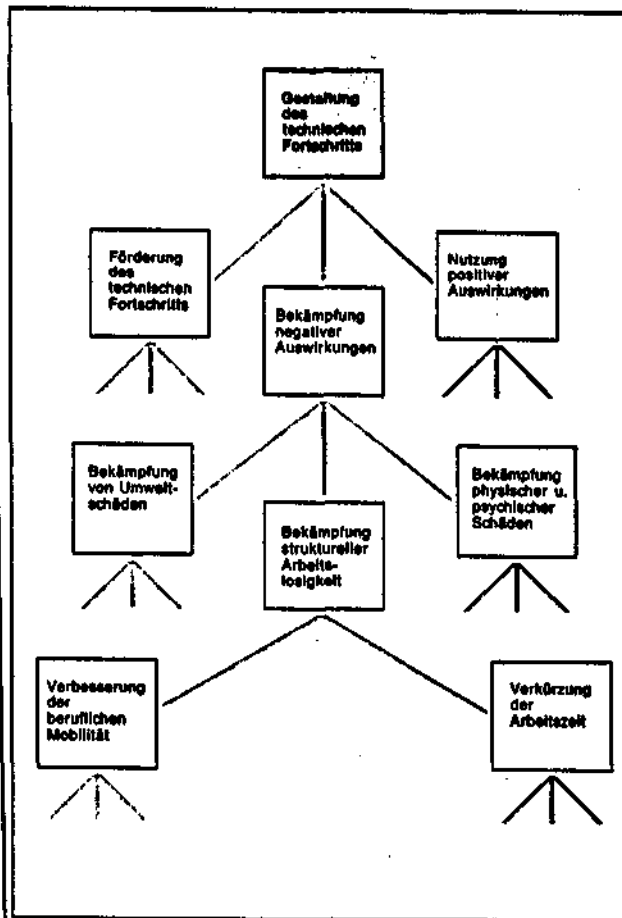 Gestaltung
des
technischen
Fortschritts
Förderung
des
technischen
Fortschritts
Bekämpfung
negativer
Auswirkungen
Nutzung
positiver
Auswirkungen
Bekämpfung
von Umwelt-
schäden
Bekämpfung
struktureller
Arbeits-
losigkeit
Bekämpfung
physischer u.
psychischer
Schäden
Verbesserung
der
beruflichen
Mobilität
Verkürzung
der
Arbeitszeit